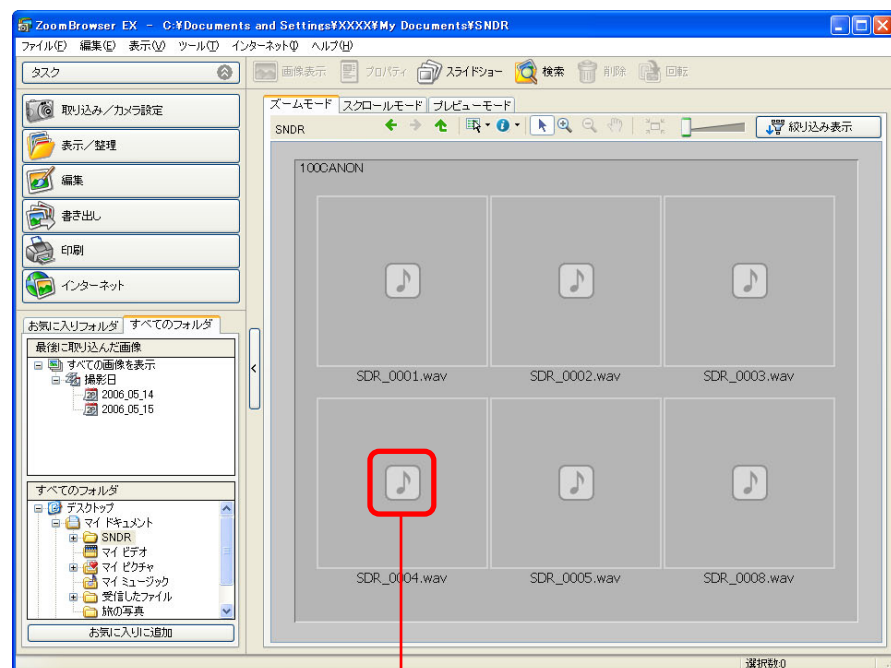 ZoomBrowser EX - C:¥Documents and Settings¥XXXX¥My Documents¥SNDR
ファイル(F) 編集(E) 表示(V) ツール(T) インターネット(I) ヘルプ(H)
タスク
画像表示 プロパティ スライドショー 検索 削除 回転
取り込み／カメラ設定
表示／整理
編集
書き出し
印刷
インターネット
お気に入りフォルダ すべてのフォルダ
最後に取り込んだ画像
すべての画像を表示
撮影日
2006_05_14
2006_05_15
すべてのフォルダ
デスクトップ
マイ ドキュメント
SNDR
マイ ビデオ
マイ ピクチャ
マイ ミュージック
受信したファイル
旅の写真
お気に入りに追加
ズームモード スクロールモード プレビューモード
SNDR 絞り込み表示
100CANON
SDR_0001.wav SDR_0002.wav SDR_0003.wav
SDR_0004.wav SDR_0005.wav SDR_0008.wav
選択数:0